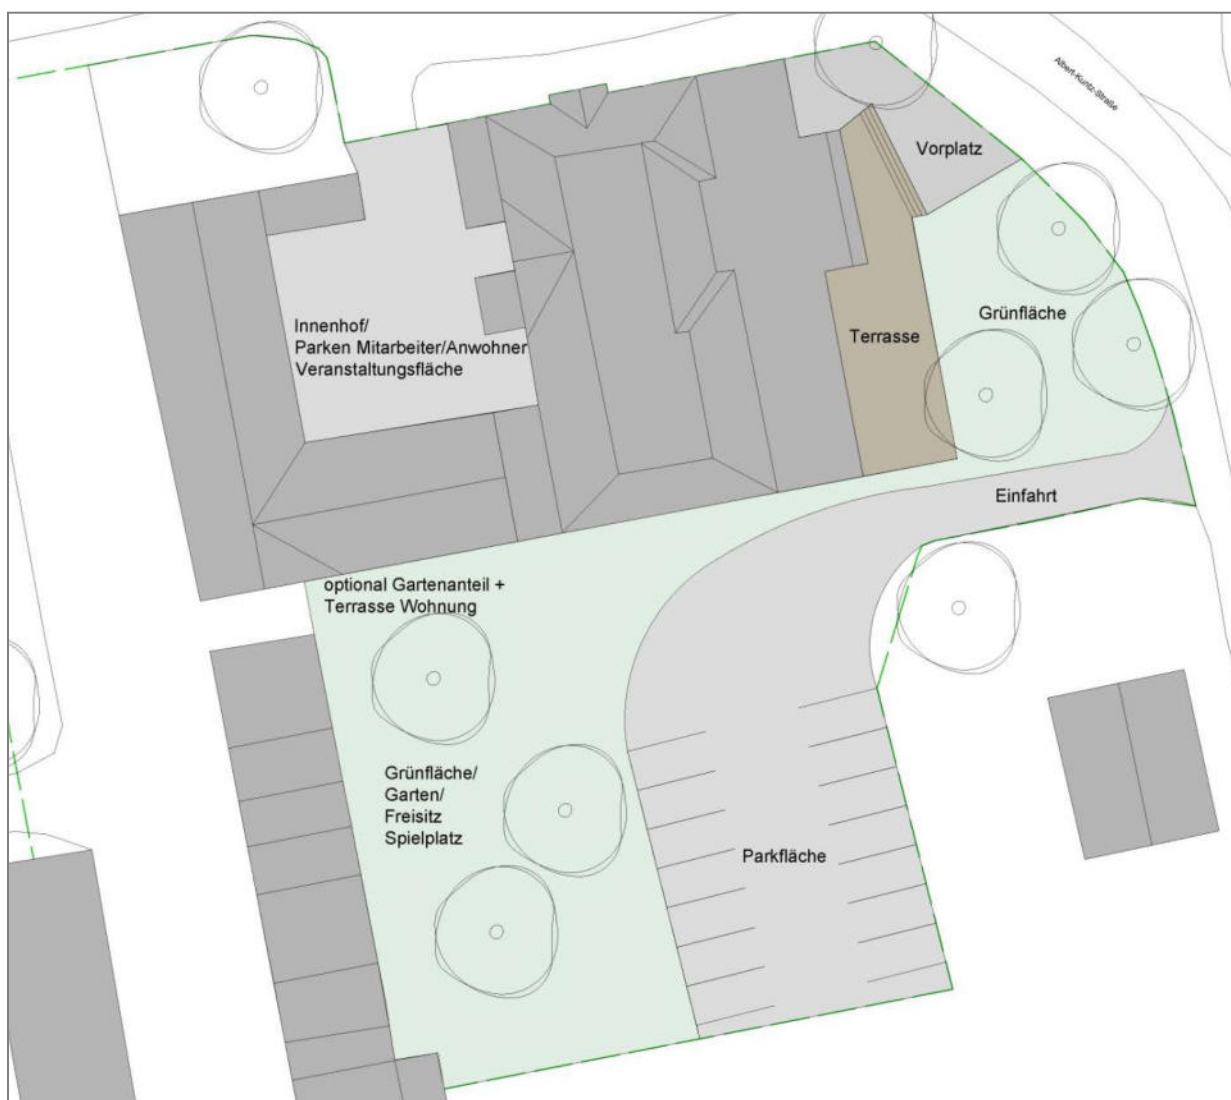 Albert-Kuntz-Straße
Vorplatz
Grünfläche
Innenhof/
Parken Mitarbeiter/Anwohner
Veranstaltungsfläche
Terrasse
Einfahrt
optional Gartenanteil +
Terrasse Wohnung
Grünfläche/
Garten/
Freisitz
Spielplatz
Parkfläche